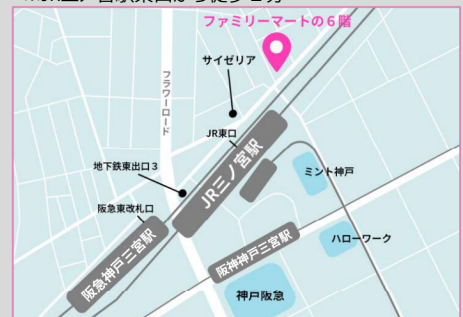 ファミリーマートの６階
サイゼリア
フラワーロード
JR東口
JR三ノ宮駅
地下鉄東出口３
ミント神戸
阪急東改札口
阪急神戸三宮駅
阪神神戸三宮駅
ハローワーク
神戸阪急